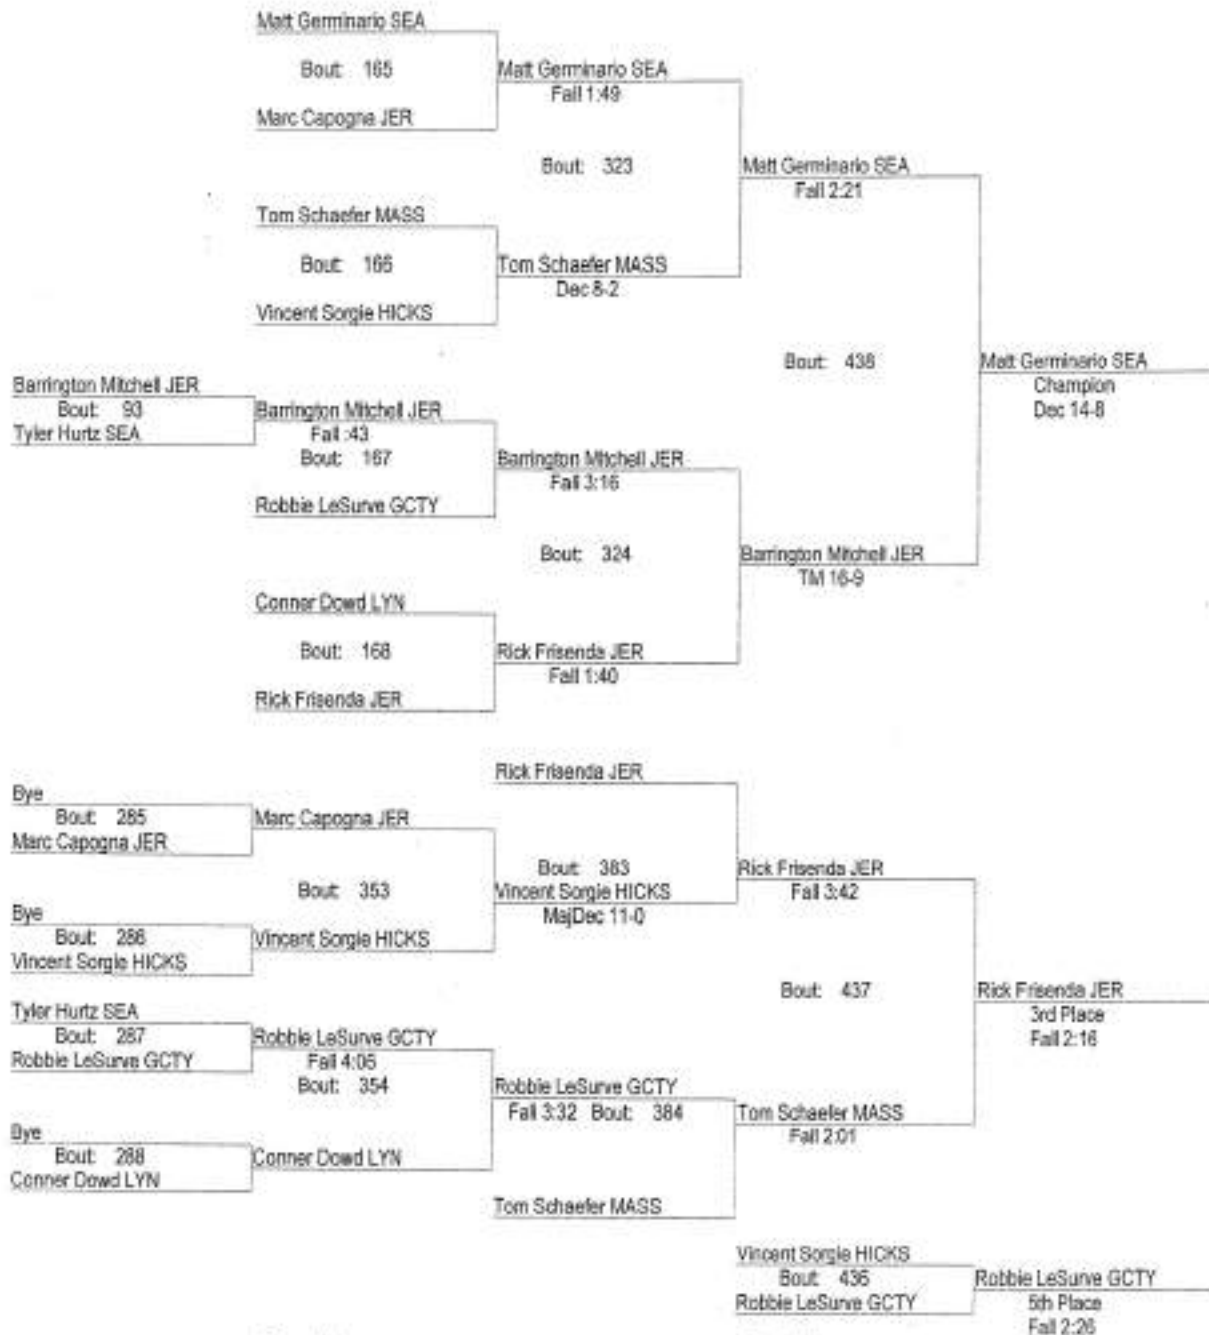 Matt Germinario SEA
Bout: 165
Matt Germinario SEA
Fall 1:49
Marc Capogna JER
Bout: 323
Matt Germinario SEA
Fall 2:21
Tom Schaefer MASS
Bout: 166
Tom Schaefer MASS
Dec 8-2
Vincent Sorgie HICKS
Bout: 438
Matt Germinario SEA
Champion
Dec 14-8
Barrington Mitchell JER
Bout: 93
Tyler Hurtz SEA
Barrington Mitchell JER
Fall :43
Bout: 167
Barrington Mitchell JER
Fall 3:16
Robbie LeSurve GCTY
Bout: 324
Barrington Mitchell JER
TM 16-9
Conner Dowd LYN
Bout: 168
Rick Frisenda JER
Fall 1:40
Rick Frisenda JER
Rick Frisenda JER
Bye
Bout: 285
Marc Capogna JER
Marc Capogna JER
Bout: 353
Bout: 383
Vincent Sorgie HICKS
MajDec 11-0
Rick Frisenda JER
Fall 3:42
Bye
Bout: 286
Vincent Sorgie HICKS
Vincent Sorgie HICKS
Bout: 437
Rick Frisenda JER
3rd Place
Fall 2:16
Tyler Hurtz SEA
Bout: 287
Robbie LeSurve GCTY
Robbie LeSurve GCTY
Fall 4:05
Bout: 354
Robbie LeSurve GCTY
Fall 3:32 Bout: 384
Tom Schaefer MASS
Fall 2:01
Bye
Bout: 288
Conner Dowd LYN
Conner Dowd LYN
Tom Schaefer MASS
Vincent Sorgie HICKS
Bout: 436
Robbie LeSurve GCTY
Robbie LeSurve GCTY
5th Place
Fall 2:26